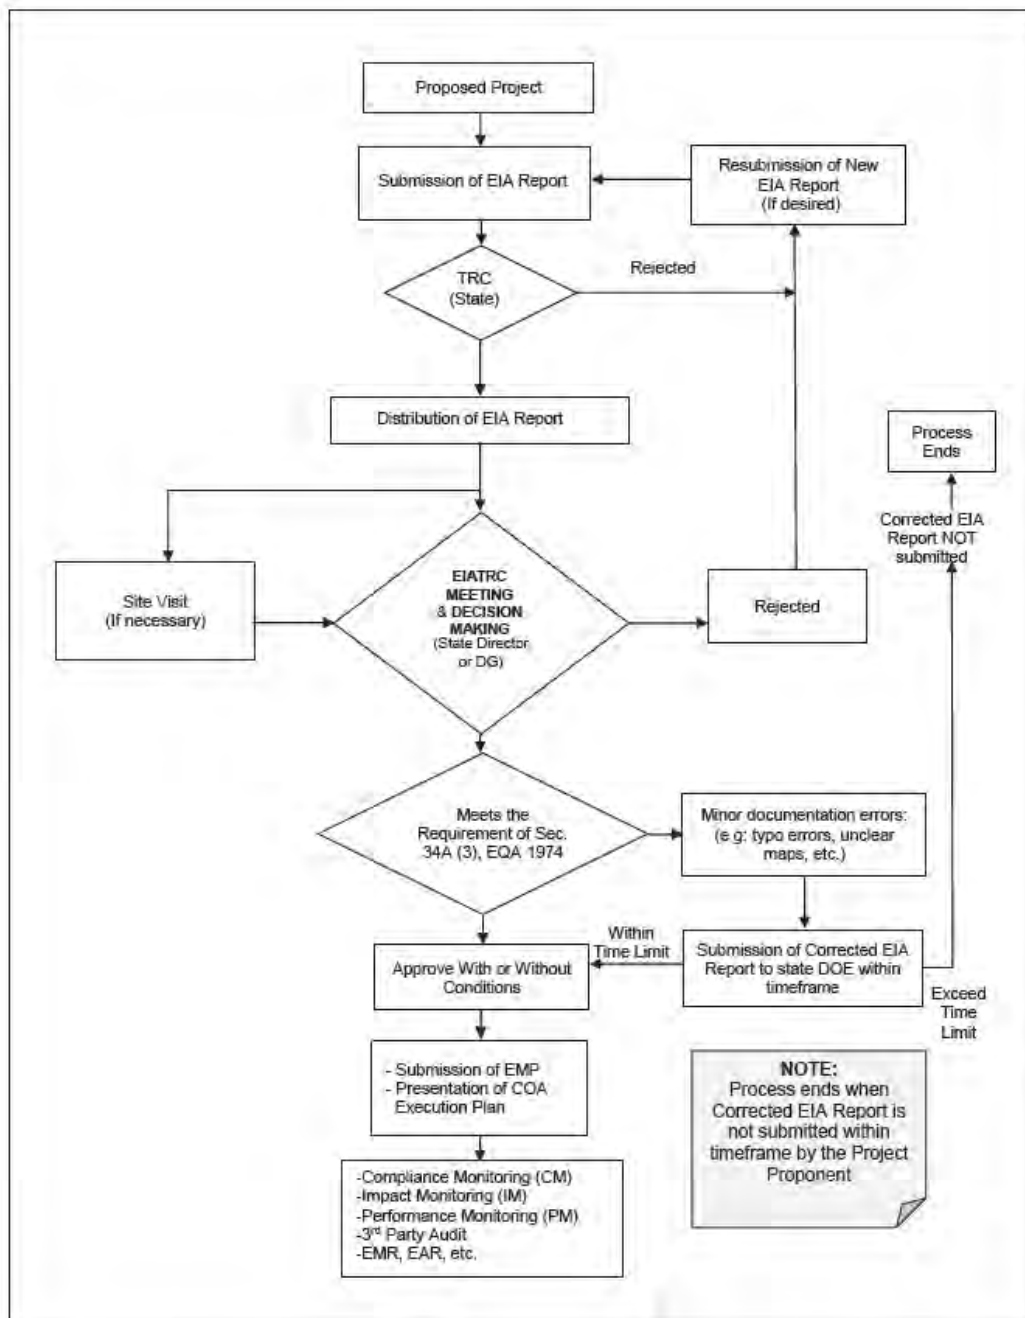 Proposed Project
Submission of EIA Report
Resubmission of New
EIA Report
(If desired)
TRC
(State)
Rejected
Distribution of EIA Report
Process
Ends
Corrected EIA
Report NOT
submitted
Site Visit
(If necessary)
EIATRC
MEETING
& DECISION
MAKING
(State Director
or DG)
Rejected
Meets the
Requirement of Sec.
34A (3), EQA 1974
Minor documentation errors:
(e.g: typo errors, unclear
maps, etc.)
Within
Time Limit
Approve With or Without
Conditions
Submission of Corrected EIA
Report to state DOE within
timeframe
Exceed
Time
Limit
- Submission of EMP
- Presentation of COA
Execution Plan
NOTE:
Process ends when
Corrected EIA Report is
not submitted within
timeframe by the Project
Proponent
-Compliance Monitoring (CM)
-Impact Monitoring (IM)
-Performance Monitoring (PM)
-3rd Party Audit
-EMR, EAR, etc.